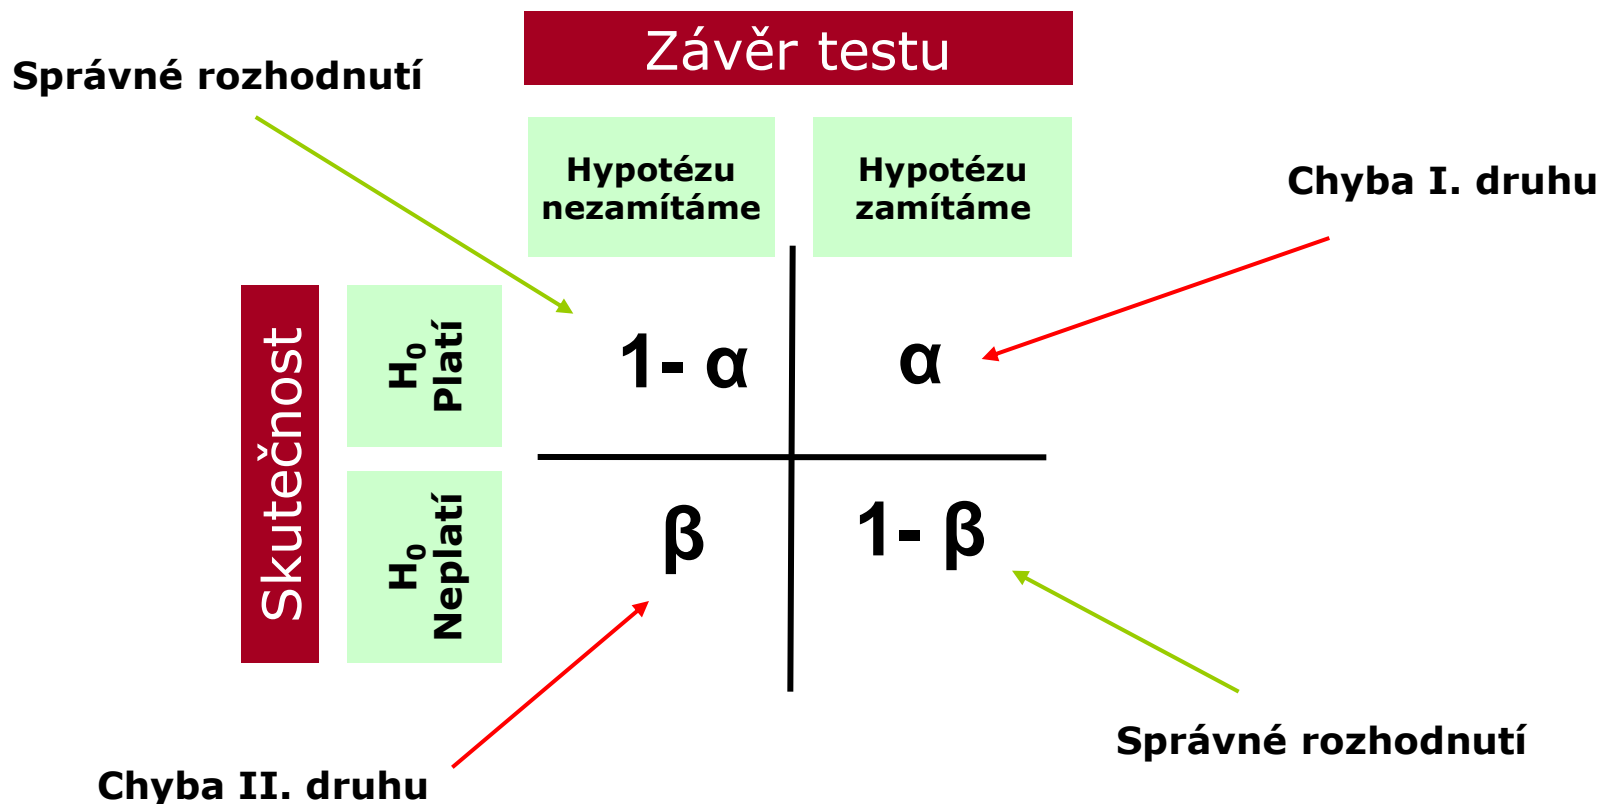 Závěr testu
Správné rozhodnutí
Hypotézu
nezamítáme
Hypotézu
zamítáme
Chyba I. druhu
Skutečnost
H₀
Platí
1- α
α
H₀
Neplatí
β
1- β
Správné rozhodnutí
Chyba II. druhu